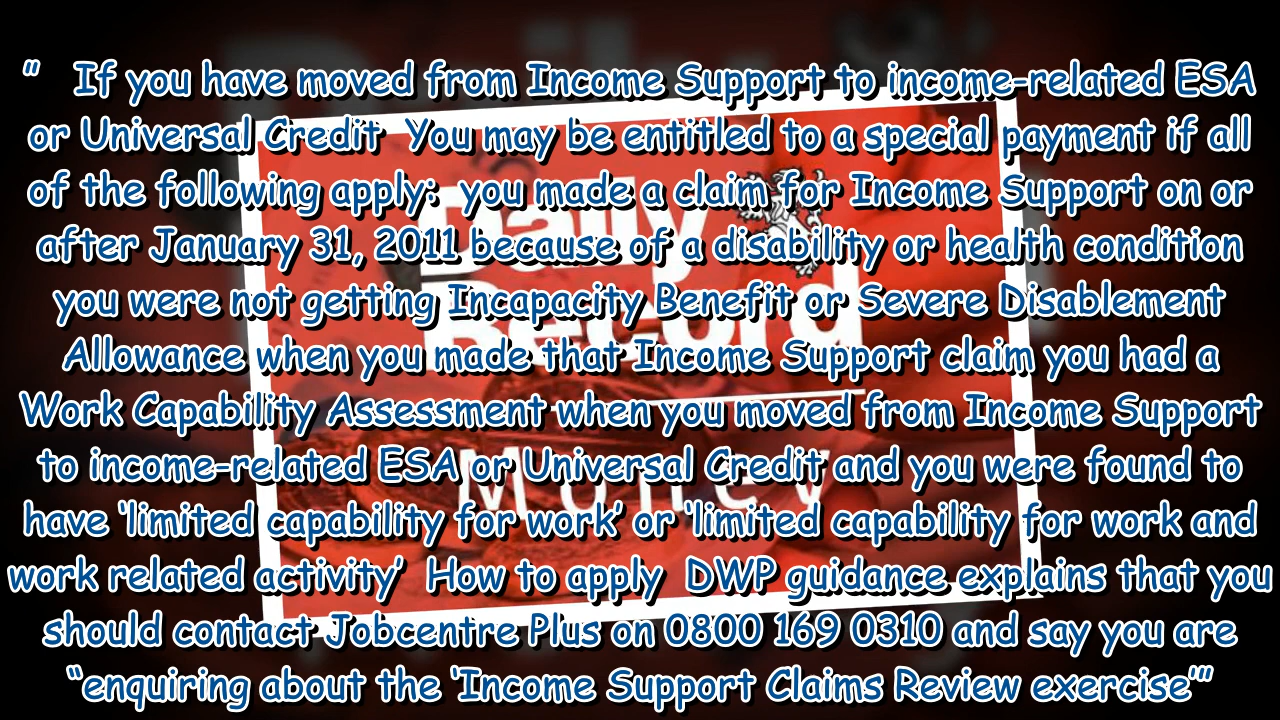 ”   If you have moved from Income Support to income-related ESA
or Universal Credit  You may be entitled to a special payment if all
of the following apply:  you made a claim for Income Support on or
after January 31, 2011 because of a disability or health condition
you were not getting Incapacity Benefit or Severe Disablement
Allowance when you made that Income Support claim you had a
Work Capability Assessment when you moved from Income Support
to income-related ESA or Universal Credit and you were found to
have ‘limited capability for work’ or ‘limited capability for work and
work related activity’  How to apply  DWP guidance explains that you
should contact Jobcentre Plus on 0800 169 0310 and say you are
“enquiring about the ‘Income Support Claims Review exercise’”
Daily
Record
Money